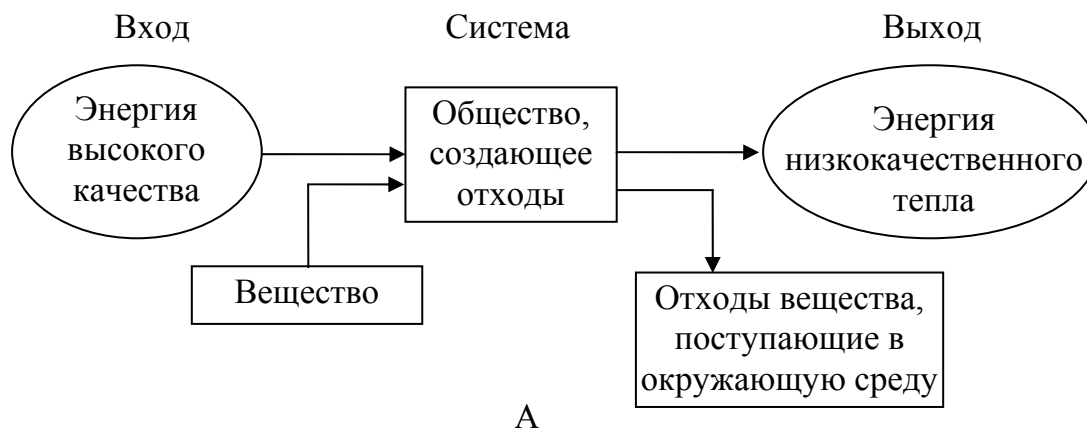 Вход
Система
Выход
Энергия
высокого
качества
Общество,
создающее
отходы
Энергия
низкокачественного
тепла
Вещество
Отходы вещества,
поступающие в
окружающую среду
А